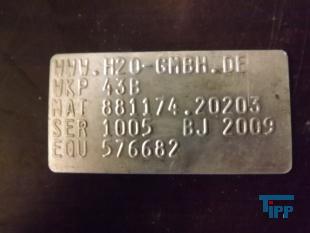 WWW.H2O-GMBH.DE
VKP 43B
MAT 881174.20203
SER 1005 BJ 2009
EQU 576682
TIPP